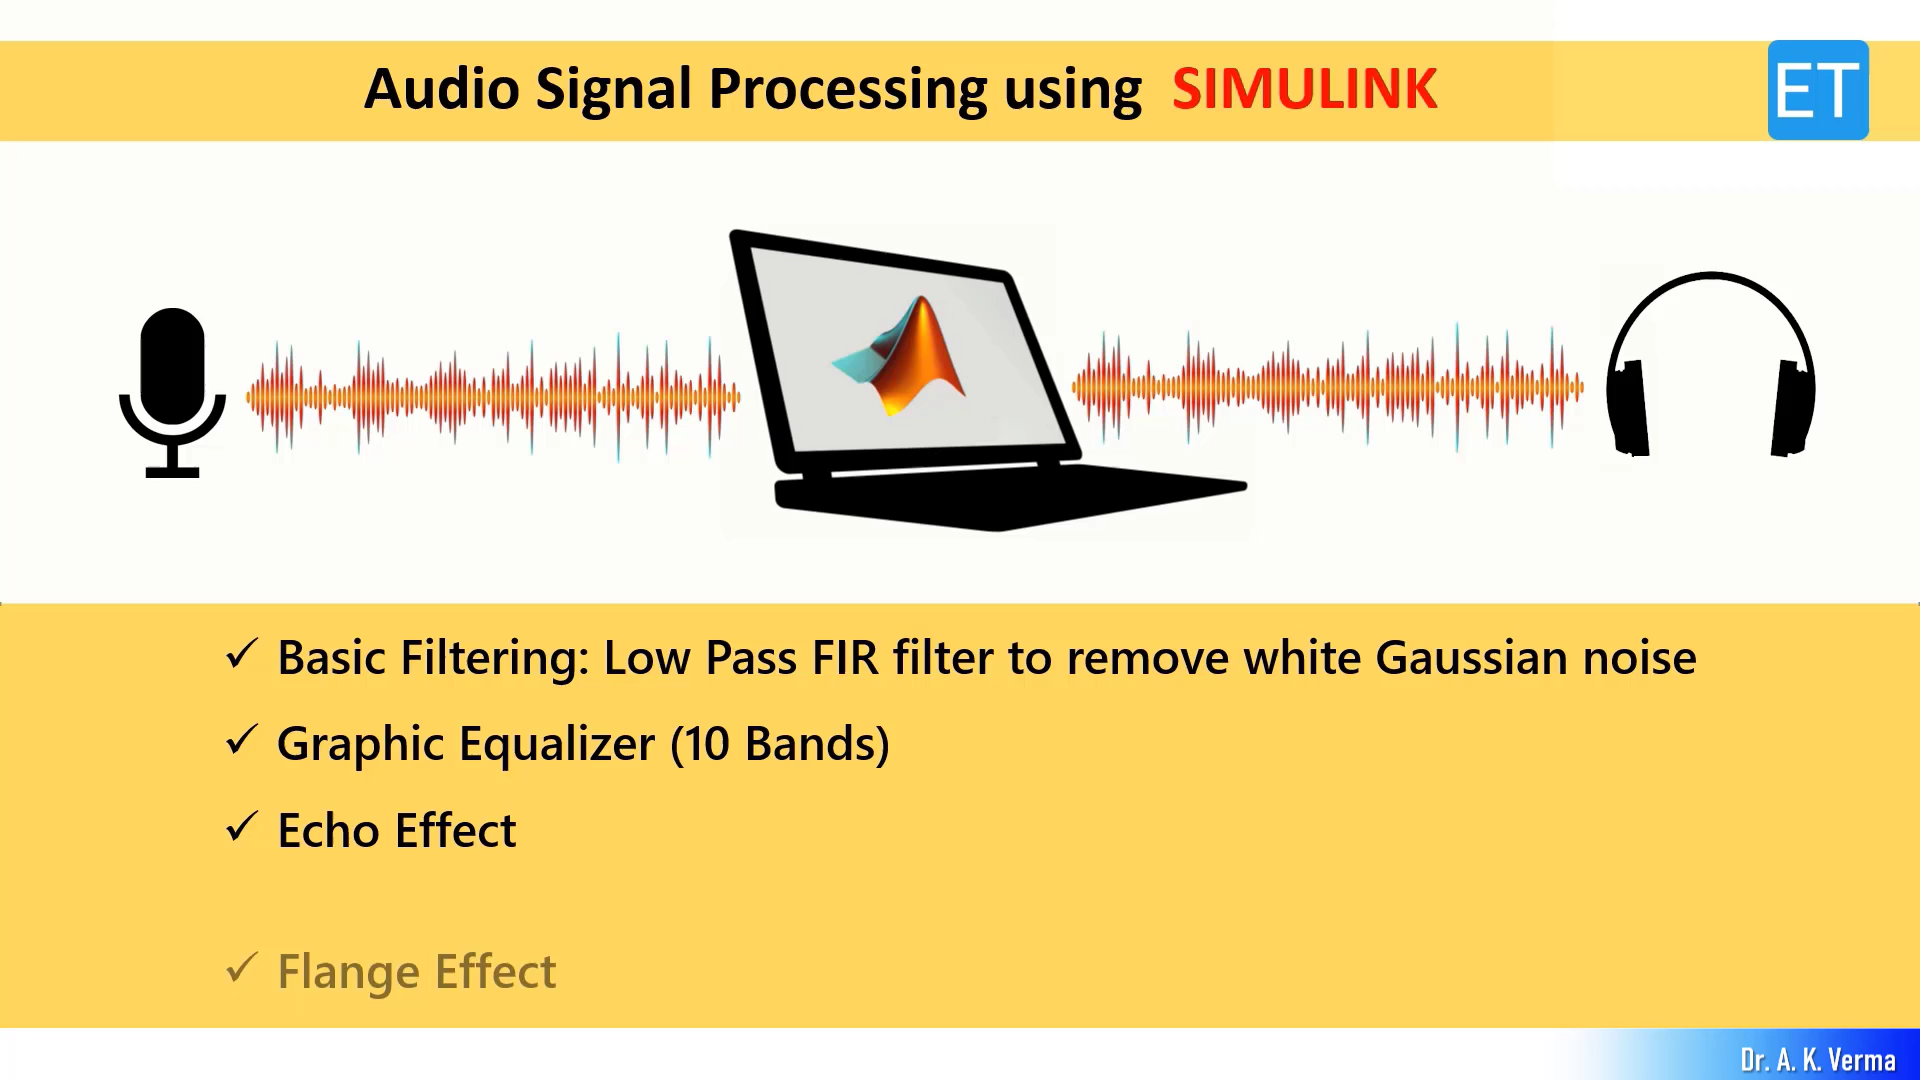 Audio Signal Processing using SIMULINK
ET
✓ Basic Filtering: Low Pass FIR filter to remove white Gaussian noise
✓ Graphic Equalizer (10 Bands)
✓ Echo Effect
✓ Flange Effect
Dr. A. K. Verma